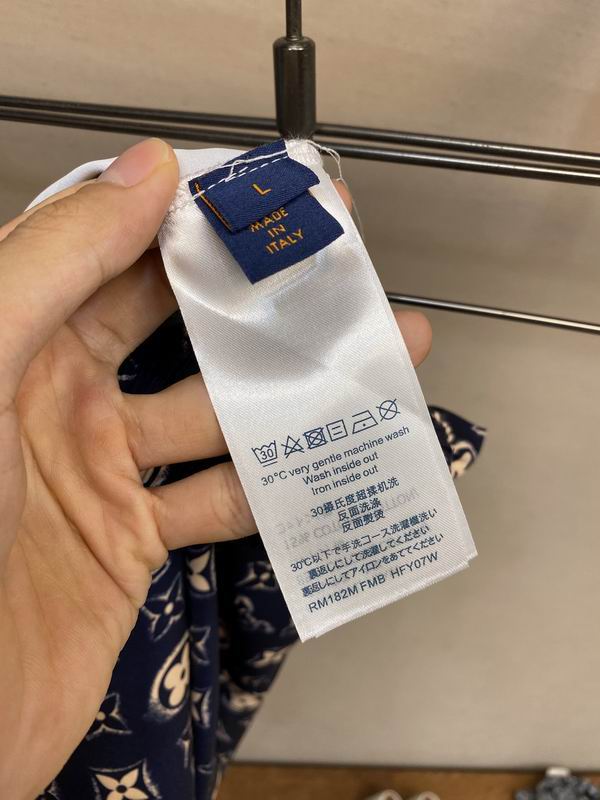 L
MADE
IN
ITALY
30
30°C very gentle machine wash
Wash inside out
Iron inside out
30攝氏度超揉机洗
反面洗涤
反面熨烫
30℃以下で手洗コース洗濯機洗い
裏返しにして洗濯してください
裏返しにしてアイロンをあててください
RM182M FMB HFY07W